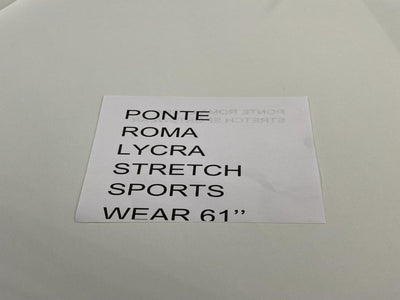 PONTE
ROMA
LYCRA
STRETCH
SPORTS
WEAR 61”